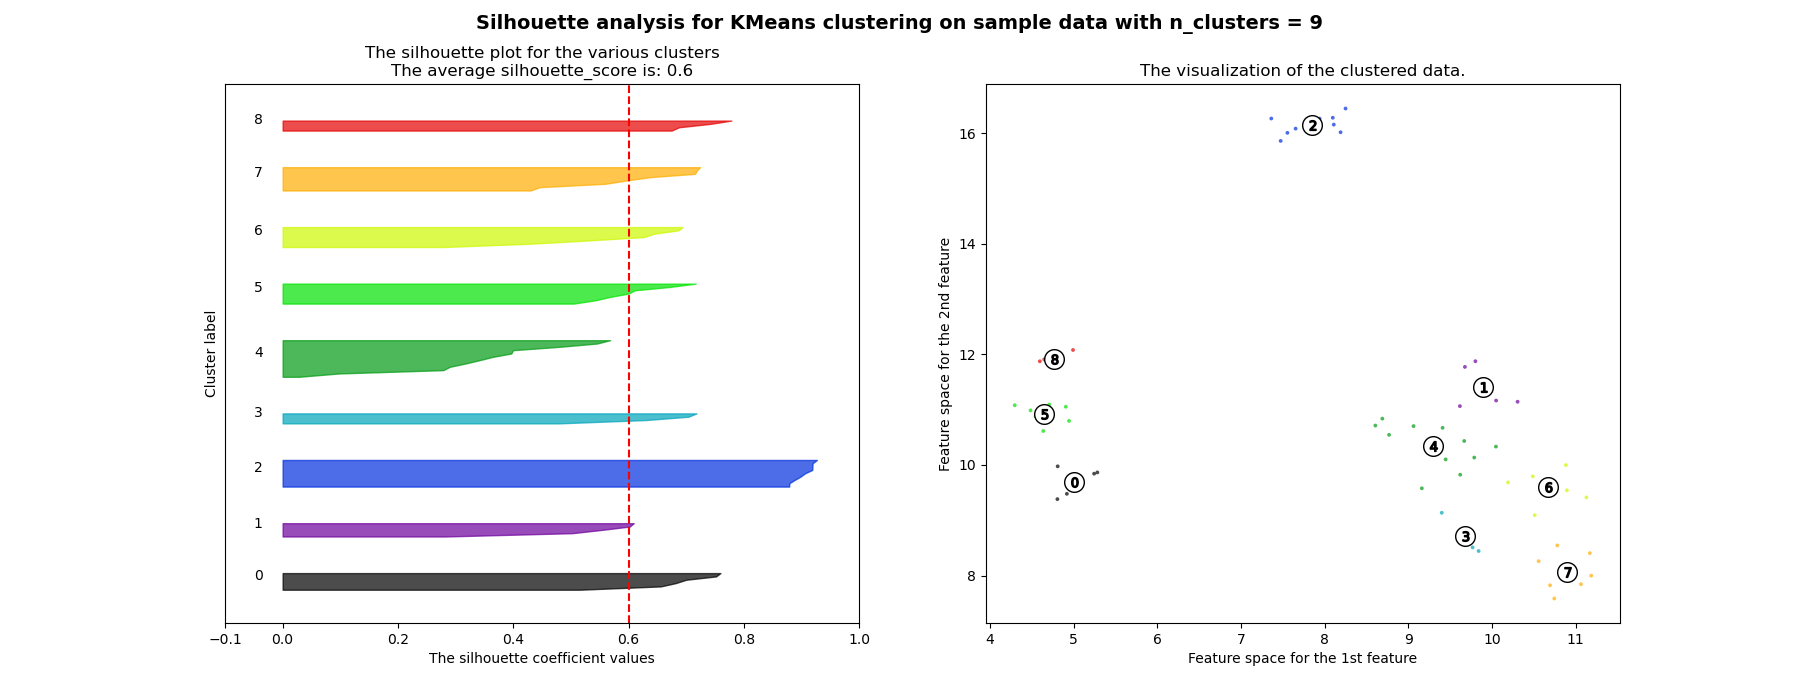 Silhouette analysis for KMeans clustering on sample data with n_clusters = 9
The silhouette plot for the various clusters
The average silhouette_score is: 0.6
8
7
6
5
4
3
2
1
0
Cluster label
−0.1 0.0 0.2 0.4 0.6 0.8 1.0
The silhouette coefficient values
The visualization of the clustered data.
16
14
12
10
8
Feature space for the 2nd feature
2
8
1
5
4
0
6
3
7
4 5 6 7 8 9 10 11
Feature space for the 1st feature